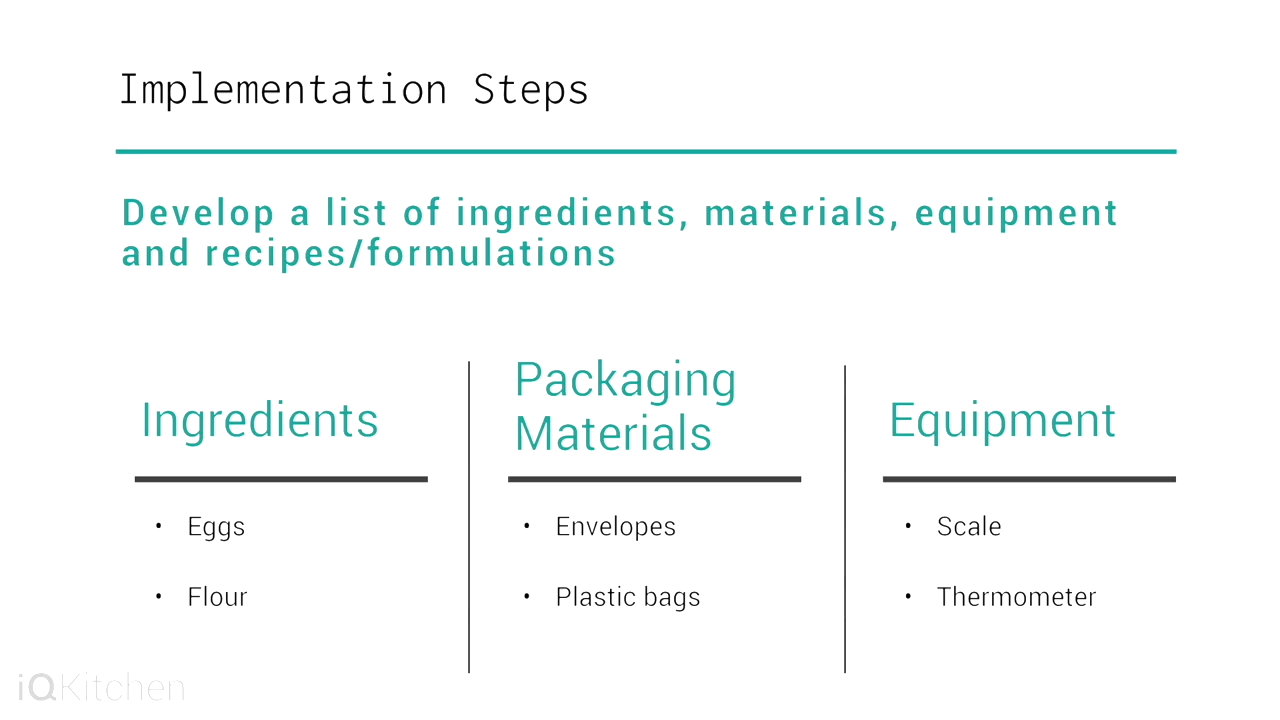 Implementation Steps
Develop a list of ingredients, materials, equipment
and recipes/formulations
Ingredients
• Eggs
• Flour
Packaging
Materials
• Envelopes
• Plastic bags
Equipment
• Scale
• Thermometer
iQKitchen